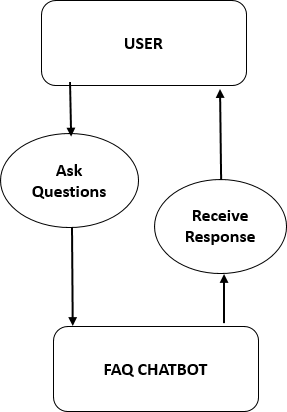 USER
Ask
Questions
Receive
Response
FAQ CHATBOT